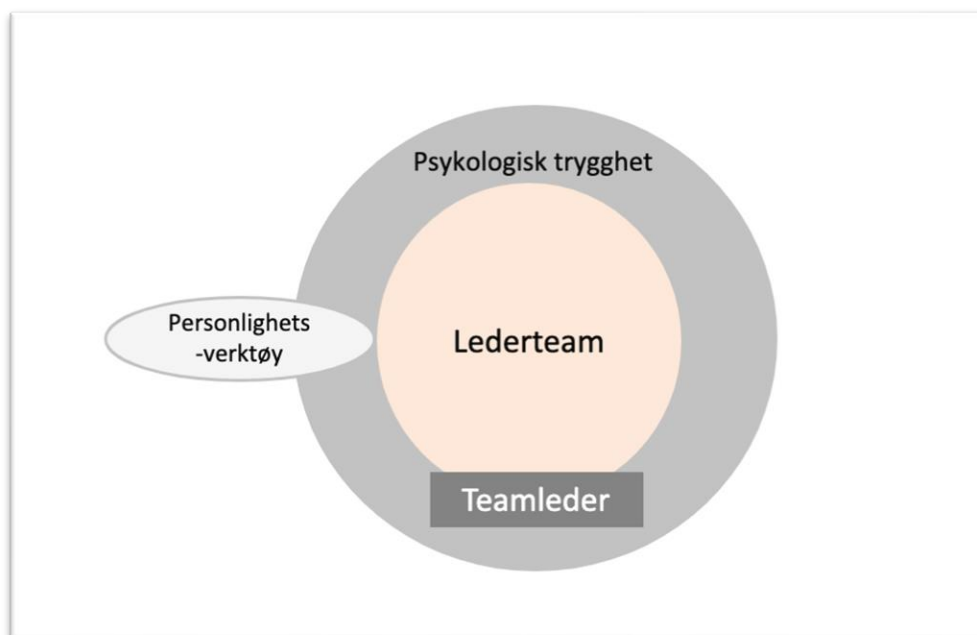 Psykologisk trygghet
Personlighets
-verktøy
Lederteam
Teamleder